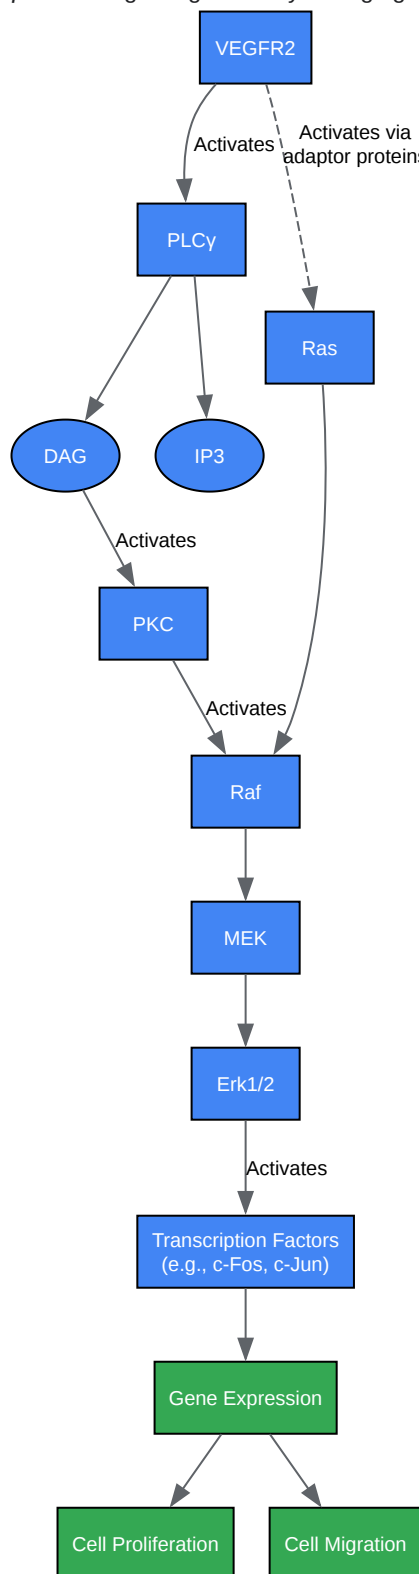 VEGFR2
Activates
Activates via
adaptor proteins
PLCγ
Ras
DAG
IP3
Activates
PKC
Activates
Raf
MEK
Erk1/2
Activates
Transcription Factors
(e.g., c-Fos, c-Jun)
Gene Expression
Cell Proliferation
Cell Migration